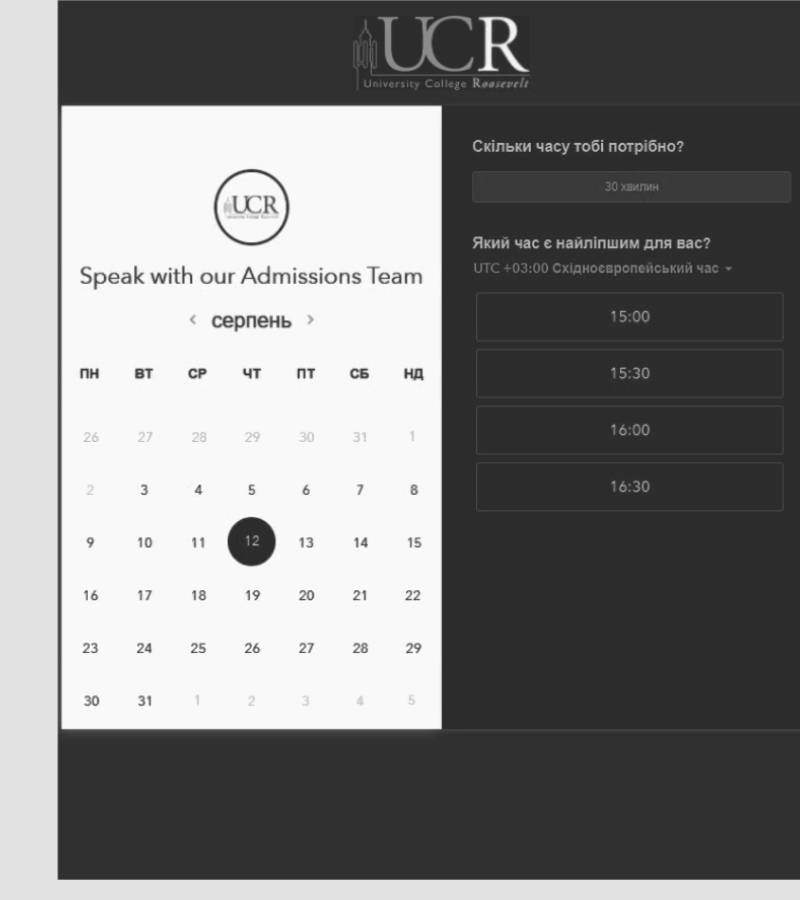 UCR
University College Roosevelt
UCR
University College Roosevelt
Speak with our Admissions Team
< серпень >
ПН ВТ СР ЧТ ПТ СБ НД
26 27 28 29 30 31 1
2 3 4 5 6 7 8
9 10 11 12 13 14 15
16 17 18 19 20 21 22
23 24 25 26 27 28 29
30 31 1 2 3 4 5
Скільки часу тобі потрібно?
30 хвилин
Який час є найліпшим для вас?
UTC +03:00 Східноєвропейський час
15:00
15:30
16:00
16:30